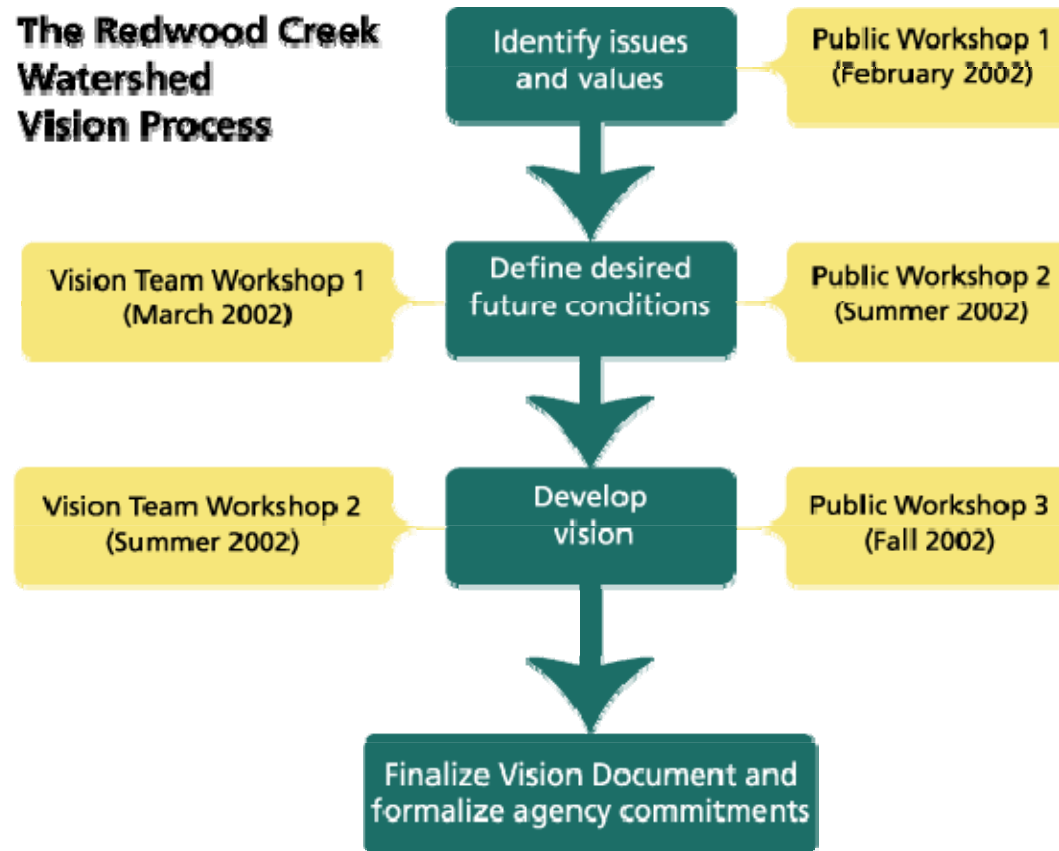 The Redwood Creek
Watershed
Vision Process
Identify issues
and values
Public Workshop 1
(February 2002)
Vision Team Workshop 1
(March 2002)
Define desired
future conditions
Public Workshop 2
(Summer 2002)
Vision Team Workshop 2
(Summer 2002)
Develop
vision
Public Workshop 3
(Fall 2002)
Finalize Vision Document and
formalize agency commitments